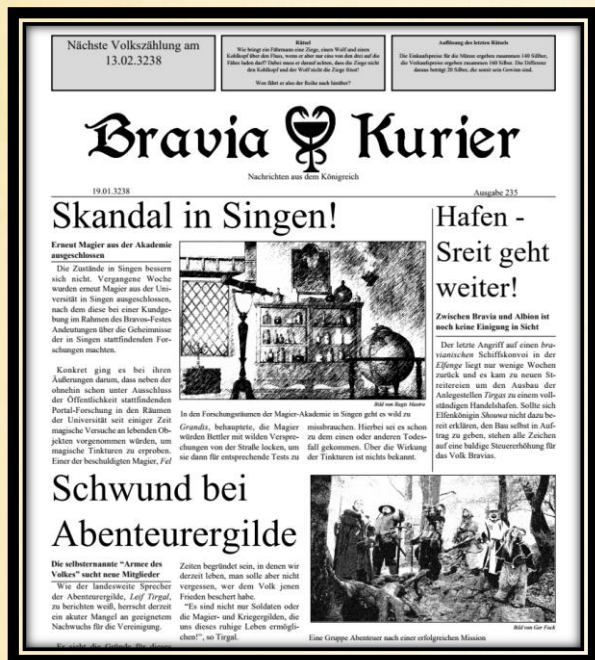 Nächste Volkszählung am
13.02.3238
Rätsel
Wie bringt ein Fährmann eine Ziege, einen Wolf und einen
Kohlkopf über den Fluss, wenn er aber nur eins von den drei auf die
Fähre laden darf? Dabei muss er darauf achten, dass die Ziege nicht
den Kohlkopf und der Wolf nicht die Ziege frisst!
Wen fährt er also der Reihe nach hinüber?
Auflösung des letzten Rätsels
Die Einkaufspreise für die Münzen ergeben zusammen 140 Silber,
die Verkaufspreise ergeben zusammen 160 Silber. Die Differenz
daraus beträgt 20 Silber, die somit sein Gewinn sind.
Bravia Kurier
Nachrichten aus dem Königreich
19.01.3238
Ausgabe 235
Skandal in Singen!
Erneut Magier aus der Akademie
ausgeschlossen
Die Zustände in Singen bessern
sich nicht. Vergangene Woche
wurden erneut Magier aus der Uni-
versität in Singen ausgeschlossen,
nach dem diese bei einer Kundge-
bung im Rahmen des Bravos-Festes
Andeutungen über die Geheimnisse
der in Singen stattfindenden For-
schungen machten.
Konkret ging es bei ihren
Äußerungen darum, dass neben der
ohnehin schon unter Ausschluss
der Öffentlichkeit stattfindenden
Portal-Forschung in den Räumen
der Universität seit einiger Zeit
magische Versuche an lebenden Ob-
jekten vorgenommen würden, um
magische Tinkturen zu erproben.
Einer der beschuldigten Magier, Fel
Bild von Rugis Mantra
In den Forschungsräumen der Magier-Akademie in Singen geht es wild zu
Grandis, behauptete, die Magier
würden Bettler mit wilden Verspre-
chungen von der Straße locken, um
sie dann für entsprechende Tests zu
missbrauchen. Hierbei sei es schon
zu dem einen oder anderen Todes-
fall gekommen. Über die Wirkung
der Tinkturen ist nichts bekannt.
Hafen -
Sreit geht
weiter!
Zwischen Bravia und Albion ist
noch keine Einigung in Sicht
Der letzte Angriff auf einen bra-
vianischen Schiffskonvoi in der
Elfenge liegt nur wenige Wochen
zurück und es kam zu neuen St-
reitereien um den Ausbau der
Anlegestellen Tirgas zu einem voll-
ständigen Handelshafen. Sollte sich
Elfenkönigin Shouwa nicht dazu be-
reit erklären, den Bau selbst in Auf-
trag zu geben, stehen alle Zeichen
auf eine baldige Steuererhöhung für
das Volk Bravias.
Schwund bei
Abenteurergilde
Die selbsternannte “Armee des
Volkes” sucht neue Mitglieder
Wie der landesweite Sprecher
der Abenteurergilde, Leif Tirgal,
zu berichten weiß, herrscht derzeit
ein akuter Mangel an geeignetem
Nachwuchs für die Vereinigung.
Zeiten begründet sein, in denen wir
derzeit leben, man solle aber nicht
vergessen, wer dem Volk jenen
Frieden beschert habe.
“Es sind nicht nur Soldaten oder
die Magier- und Kriegergilden, die
uns dieses ruhige Leben ermögli-
chen!”, so Tirgal.
Bild von Gor Fock
Eine Gruppe Abenteuer nach einer erfolgreichen Mission